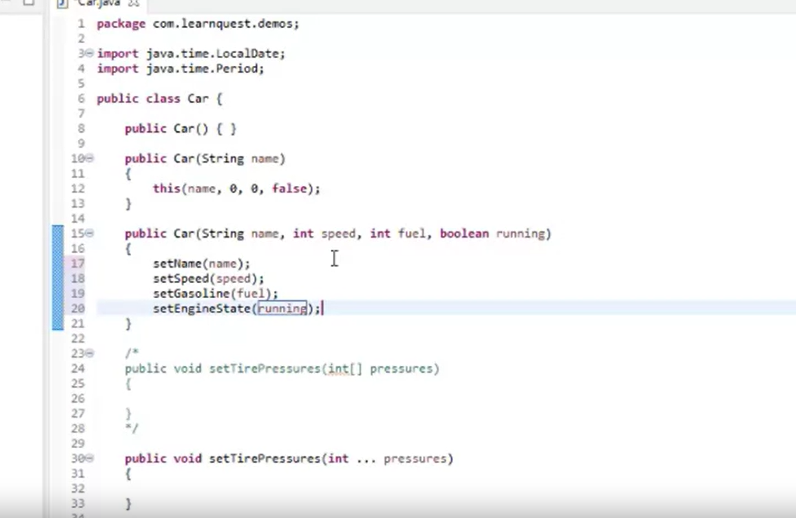 *Car.java
1 package com.learnquest.demos;
2
3 import java.time.LocalDate;
4 import java.time.Period;
5
6 public class Car {
7
8 public Car() { }
9
10 public Car(String name)
11 {
12 this(name, 0, 0, false);
13 }
14
15 public Car(String name, int speed, int fuel, boolean running)
16 {
17 setName(name);
18 setSpeed(speed);
19 setGasoline(fuel);
20 setEngineState(running);
21 }
22
23 /*
24 public void setTirePressures(int[] pressures)
25 {
26
27 }
28 */
29
30 public void setTirePressures(int ... pressures)
31 {
32
33 }